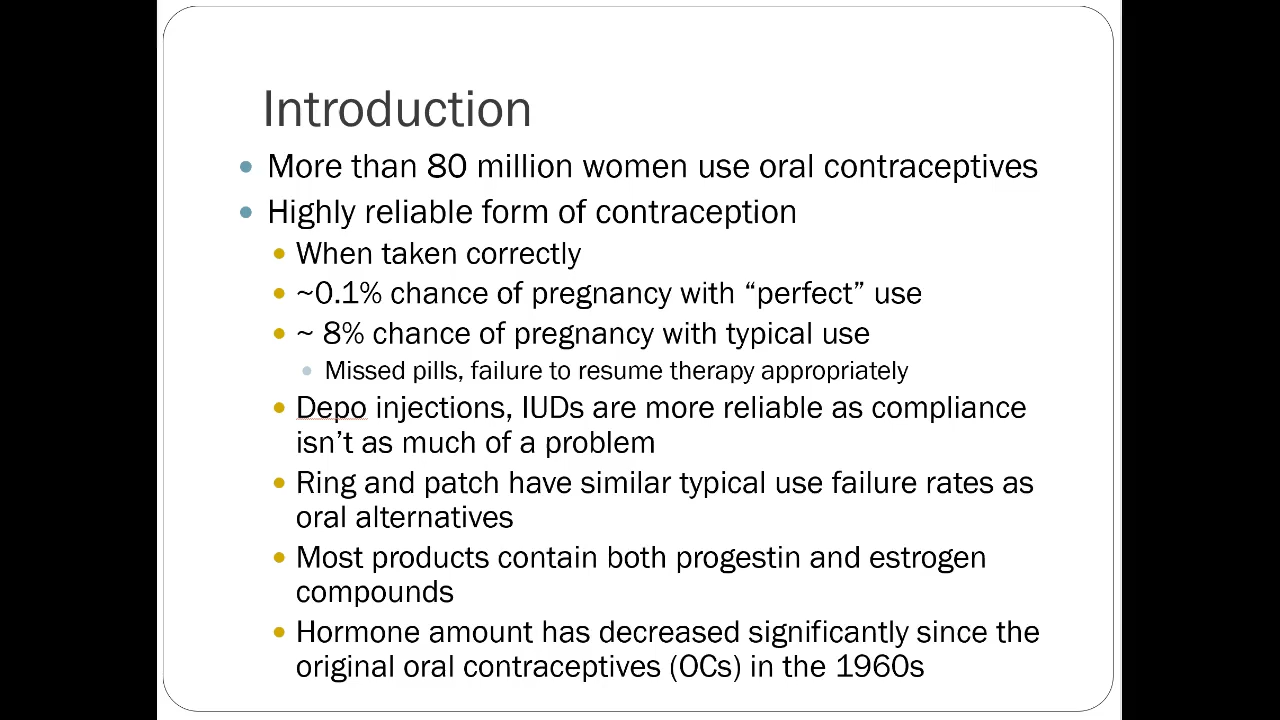 Introduction
More than 80 million women use oral contraceptives
Highly reliable form of contraception
When taken correctly
~0.1% chance of pregnancy with “perfect” use
~ 8% chance of pregnancy with typical use
Missed pills, failure to resume therapy appropriately
Depo injections, IUDs are more reliable as compliance
isn’t as much of a problem
Ring and patch have similar typical use failure rates as
oral alternatives
Most products contain both progestin and estrogen
compounds
Hormone amount has decreased significantly since the
original oral contraceptives (OCs) in the 1960s